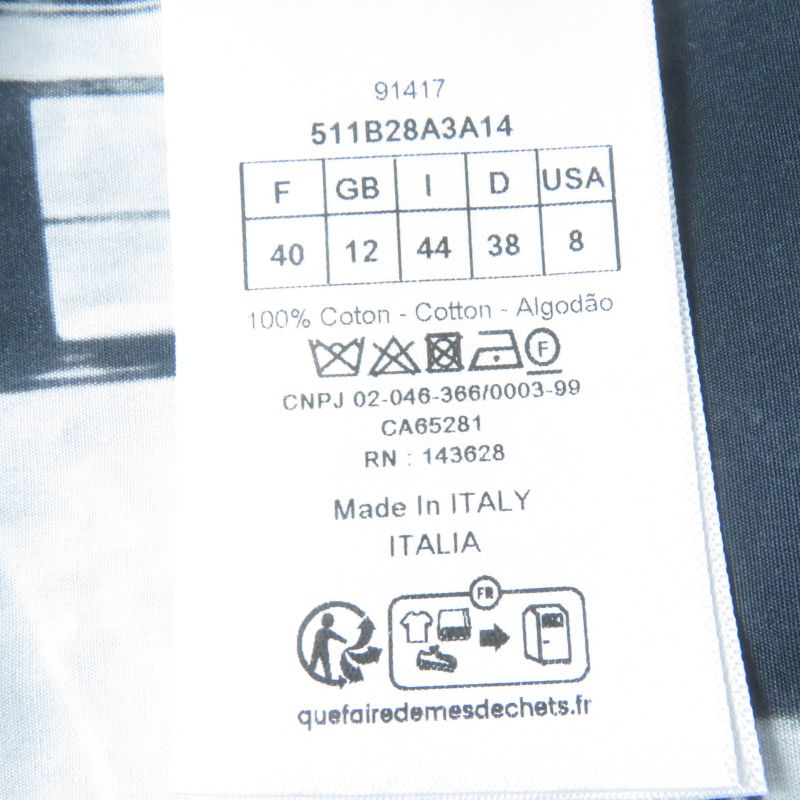 91417
511B28A3A14
F GB I D USA
40 12 44 38 8
100% Coton - Cotton - Algodão
F
CNPJ 02-046-366/0003-99
CA65281
RN : 143628
Made In ITALY
ITALIA
FR
quefairedemesdechets.fr